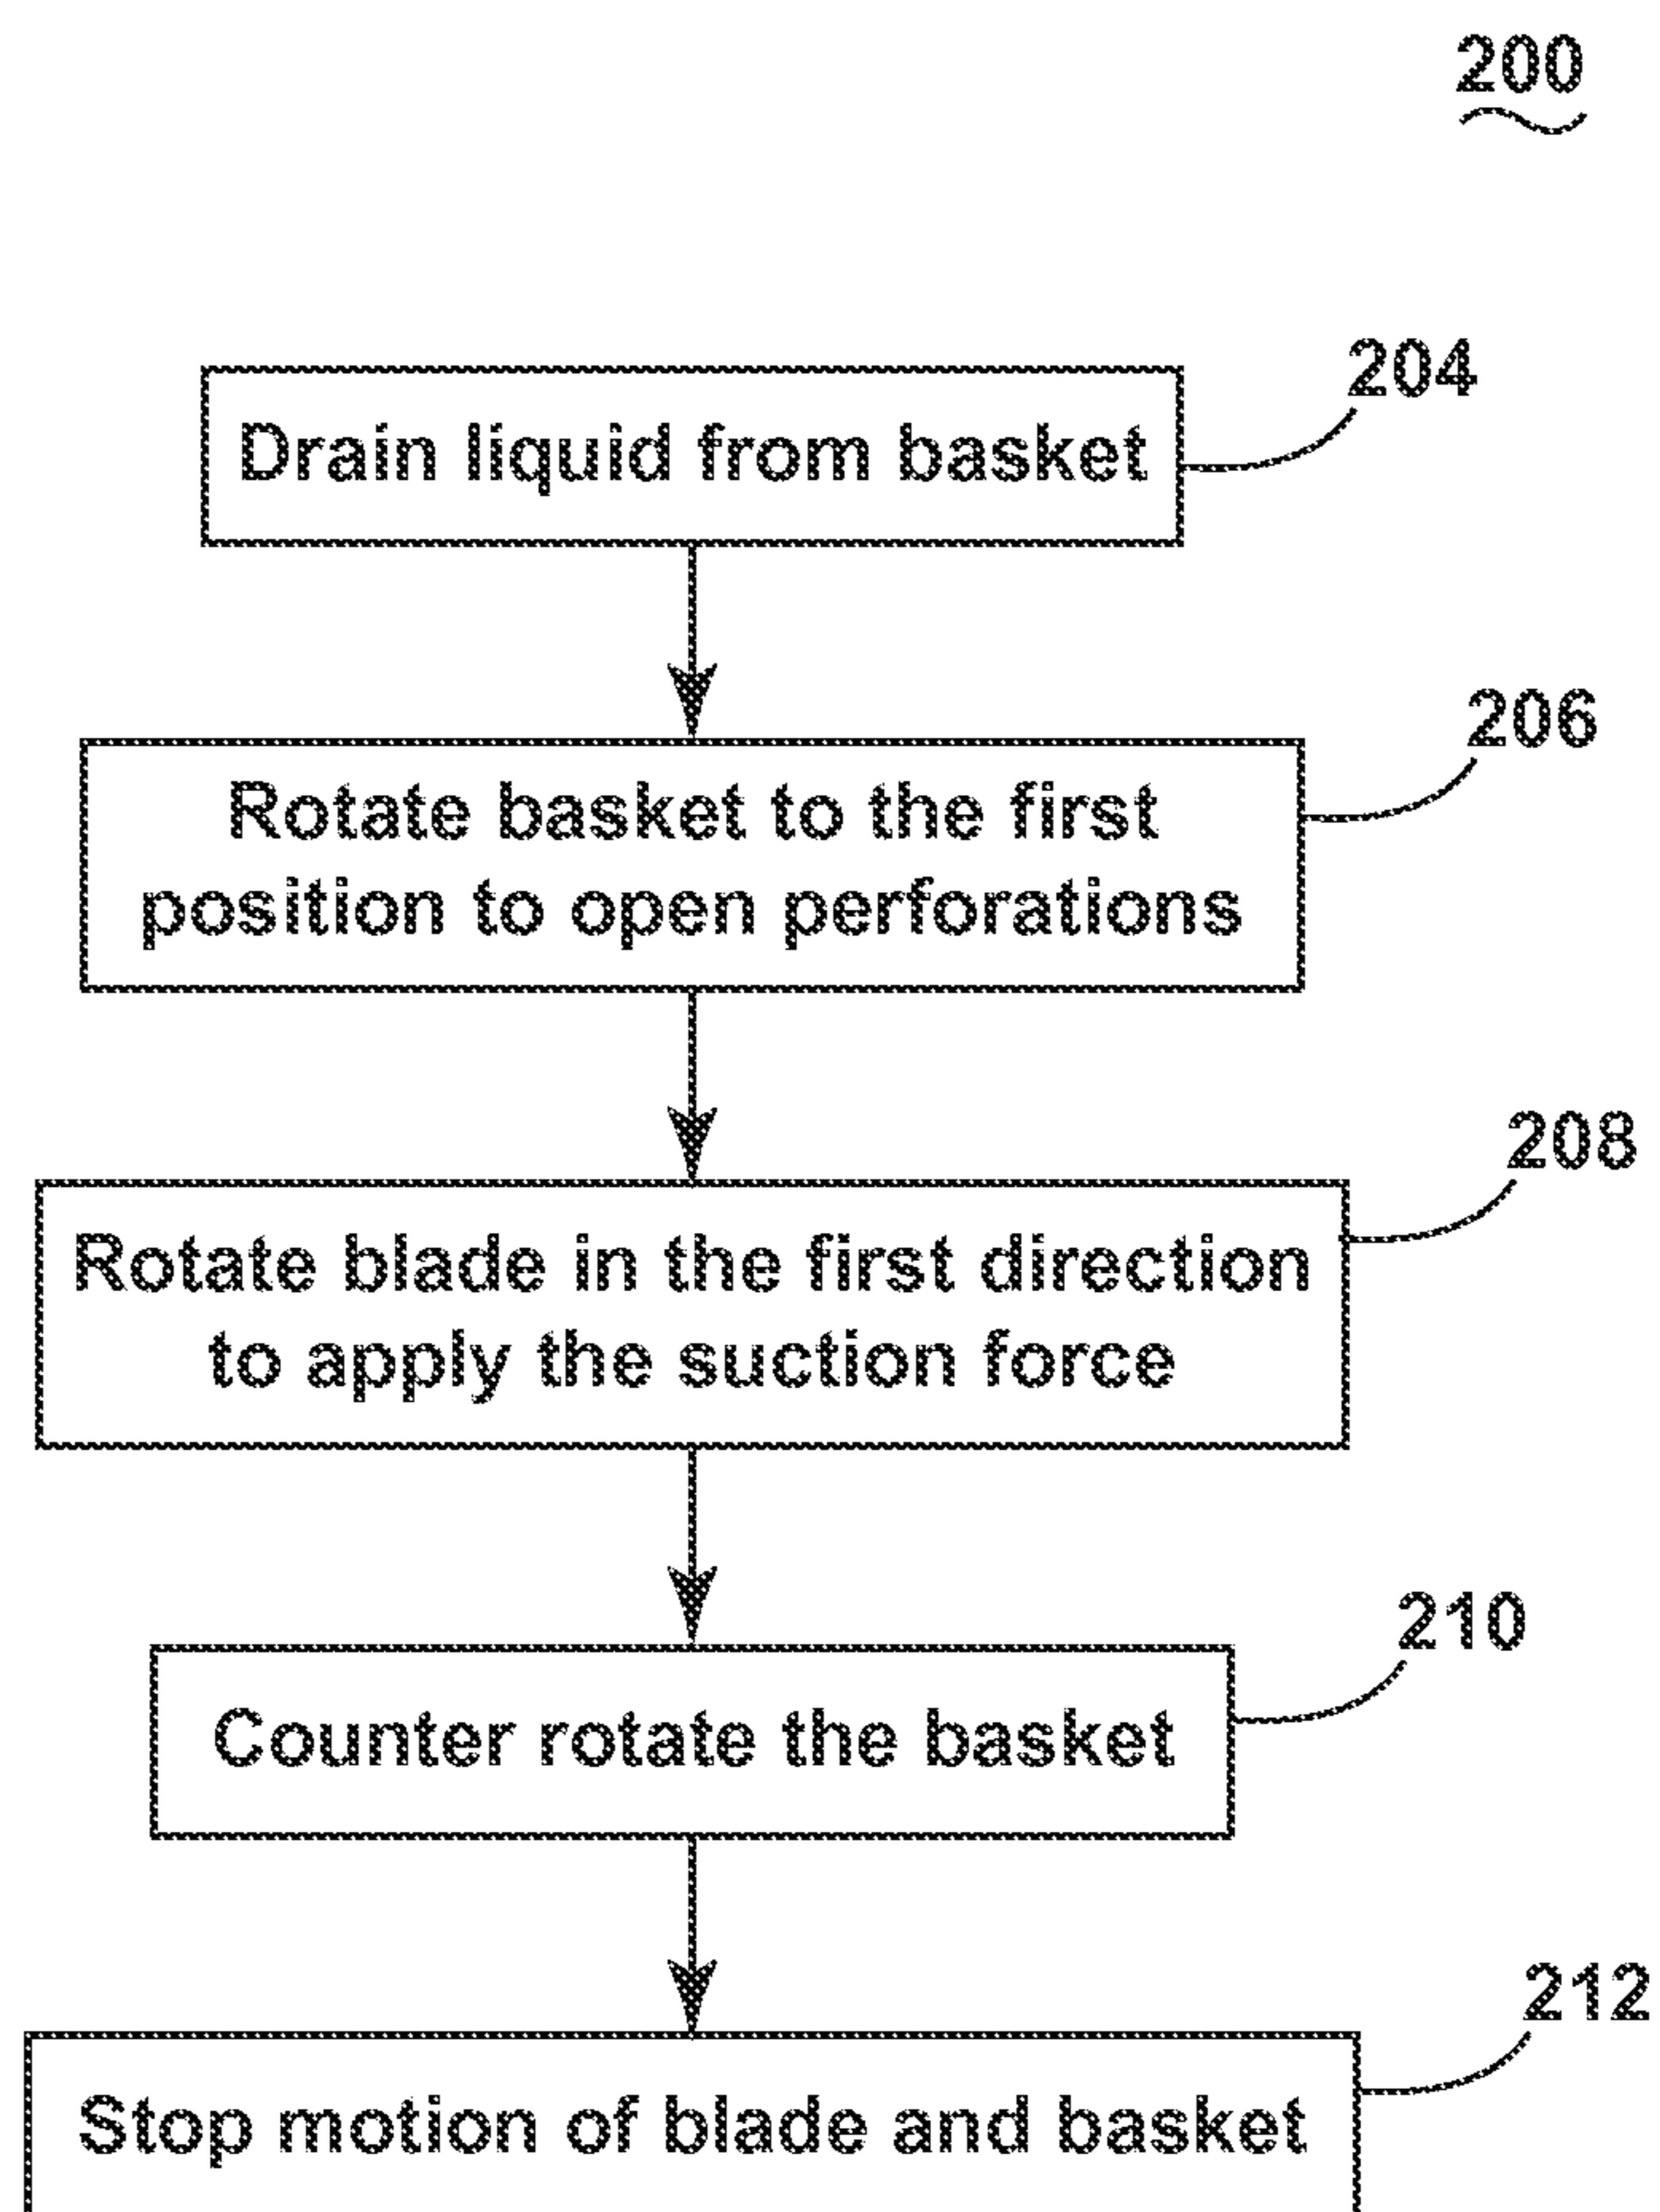 200
204
Drain liquid from basket
206
Rotate basket to the first
position to open perforations
208
Rotate blade in the first direction
to apply the suction force
210
Counter rotate the basket
212
Stop motion of blade and basket